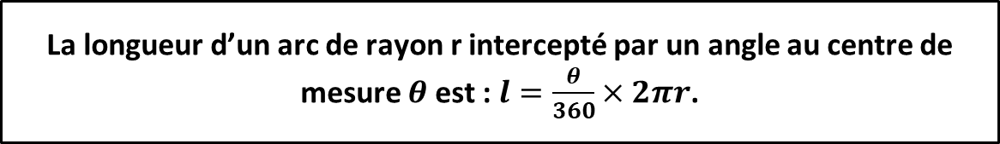 La longueur d’un arc de rayon r intercepté par un angle au centre de
mesure θ est : l = θ/360 × 2πr.